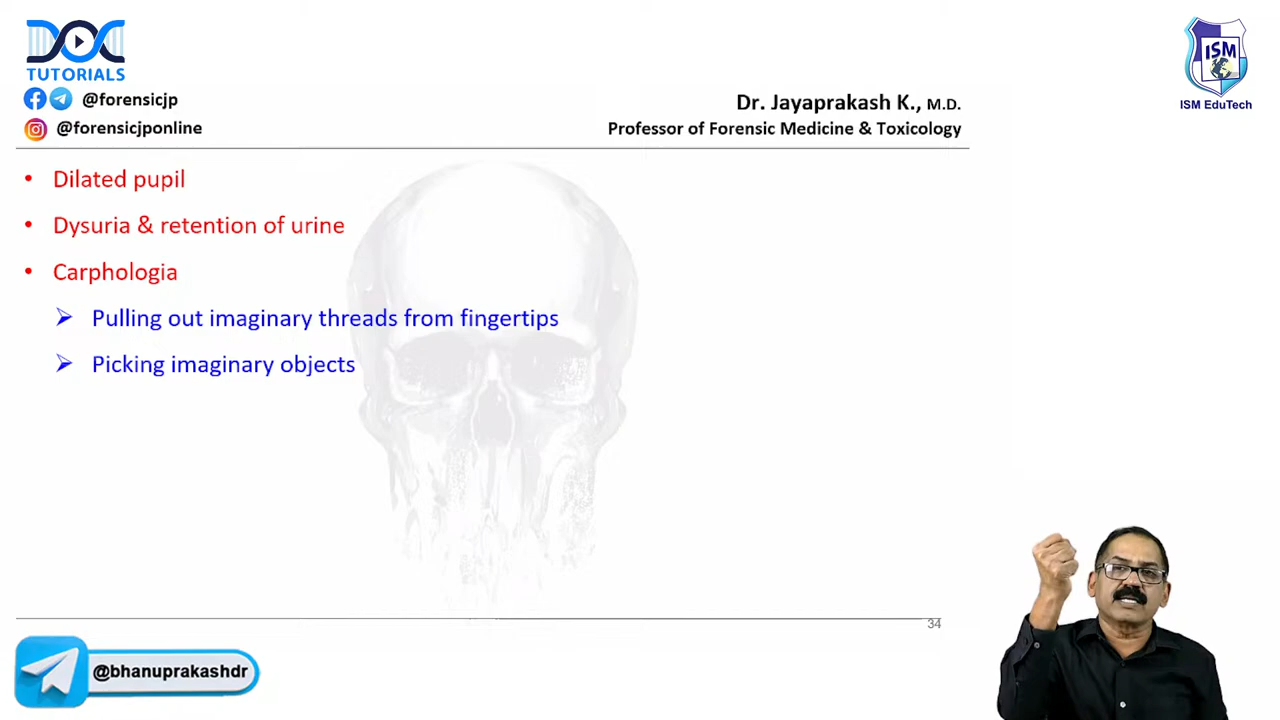 TUTORIALS
@forensicjp
@forensicjponline
Dr. Jayaprakash K., M.D.
Professor of Forensic Medicine & Toxicology
ISM
ISM EduTech
• Dilated pupil
• Dysuria & retention of urine
• Carphologia
➢ Pulling out imaginary threads from fingertips
➢ Picking imaginary objects
34
@bhanuprakashdr